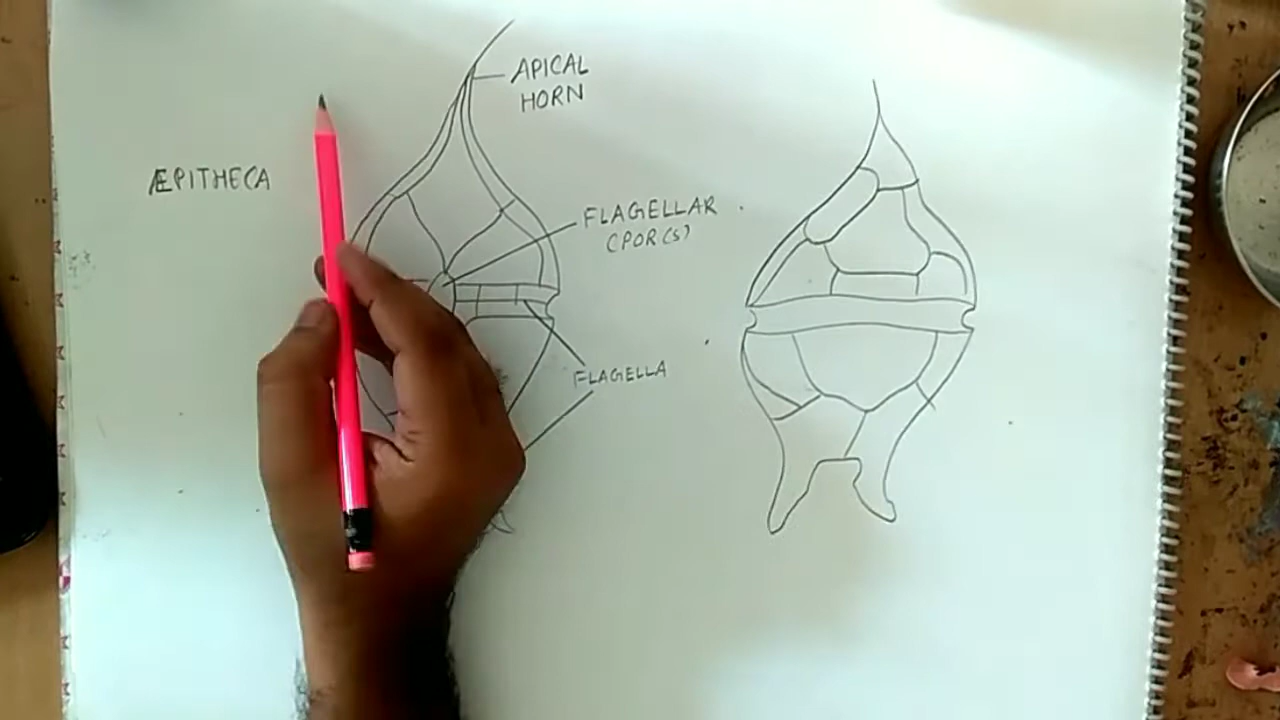 APICAL
HORN
ÆPITHECA
FLAGELLAR
(POR(S)
FLAGELLA